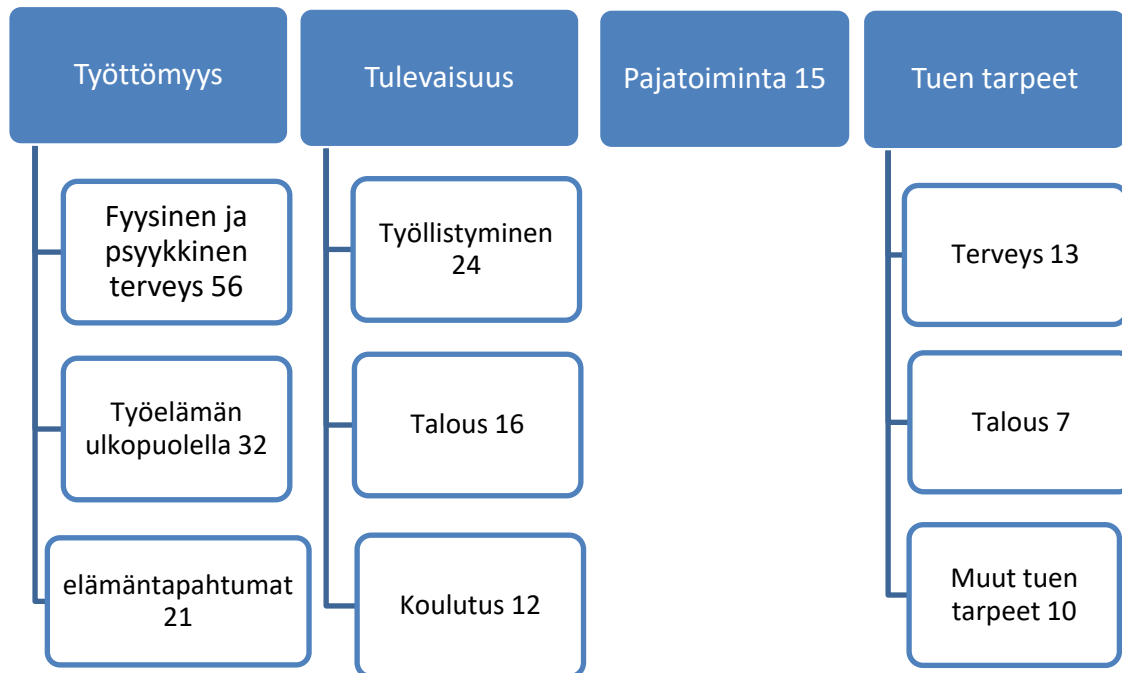 Työttömyys
Tulevaisuus
Pajatoiminta 15
Tuen tarpeet
Fyysinen ja
psyykkinen
terveys 56
Työelämän
ulkopuolella 32
elämäntapahtumat
21
Työllistyminen
24
Talous 16
Koulutus 12
Terveys 13
Talous 7
Muut tuen
tarpeet 10